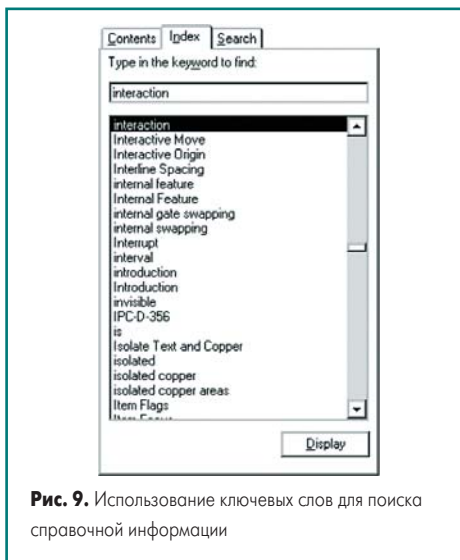 Contents Index Search
Type in the keyword to find:
interaction
interaction
Interactive Move
Interactive Origin
Interline Spacing
internal feature
Internal Feature
internal gate swapping
internal swapping
Interrupt
interval
introduction
Introduction
invisible
IPC-D-356
is
Isolate Text and Copper
isolated
isolated copper
isolated copper areas
Item Flags
Display
Рис. 9. Использование ключевых слов для поиска
справочной информации